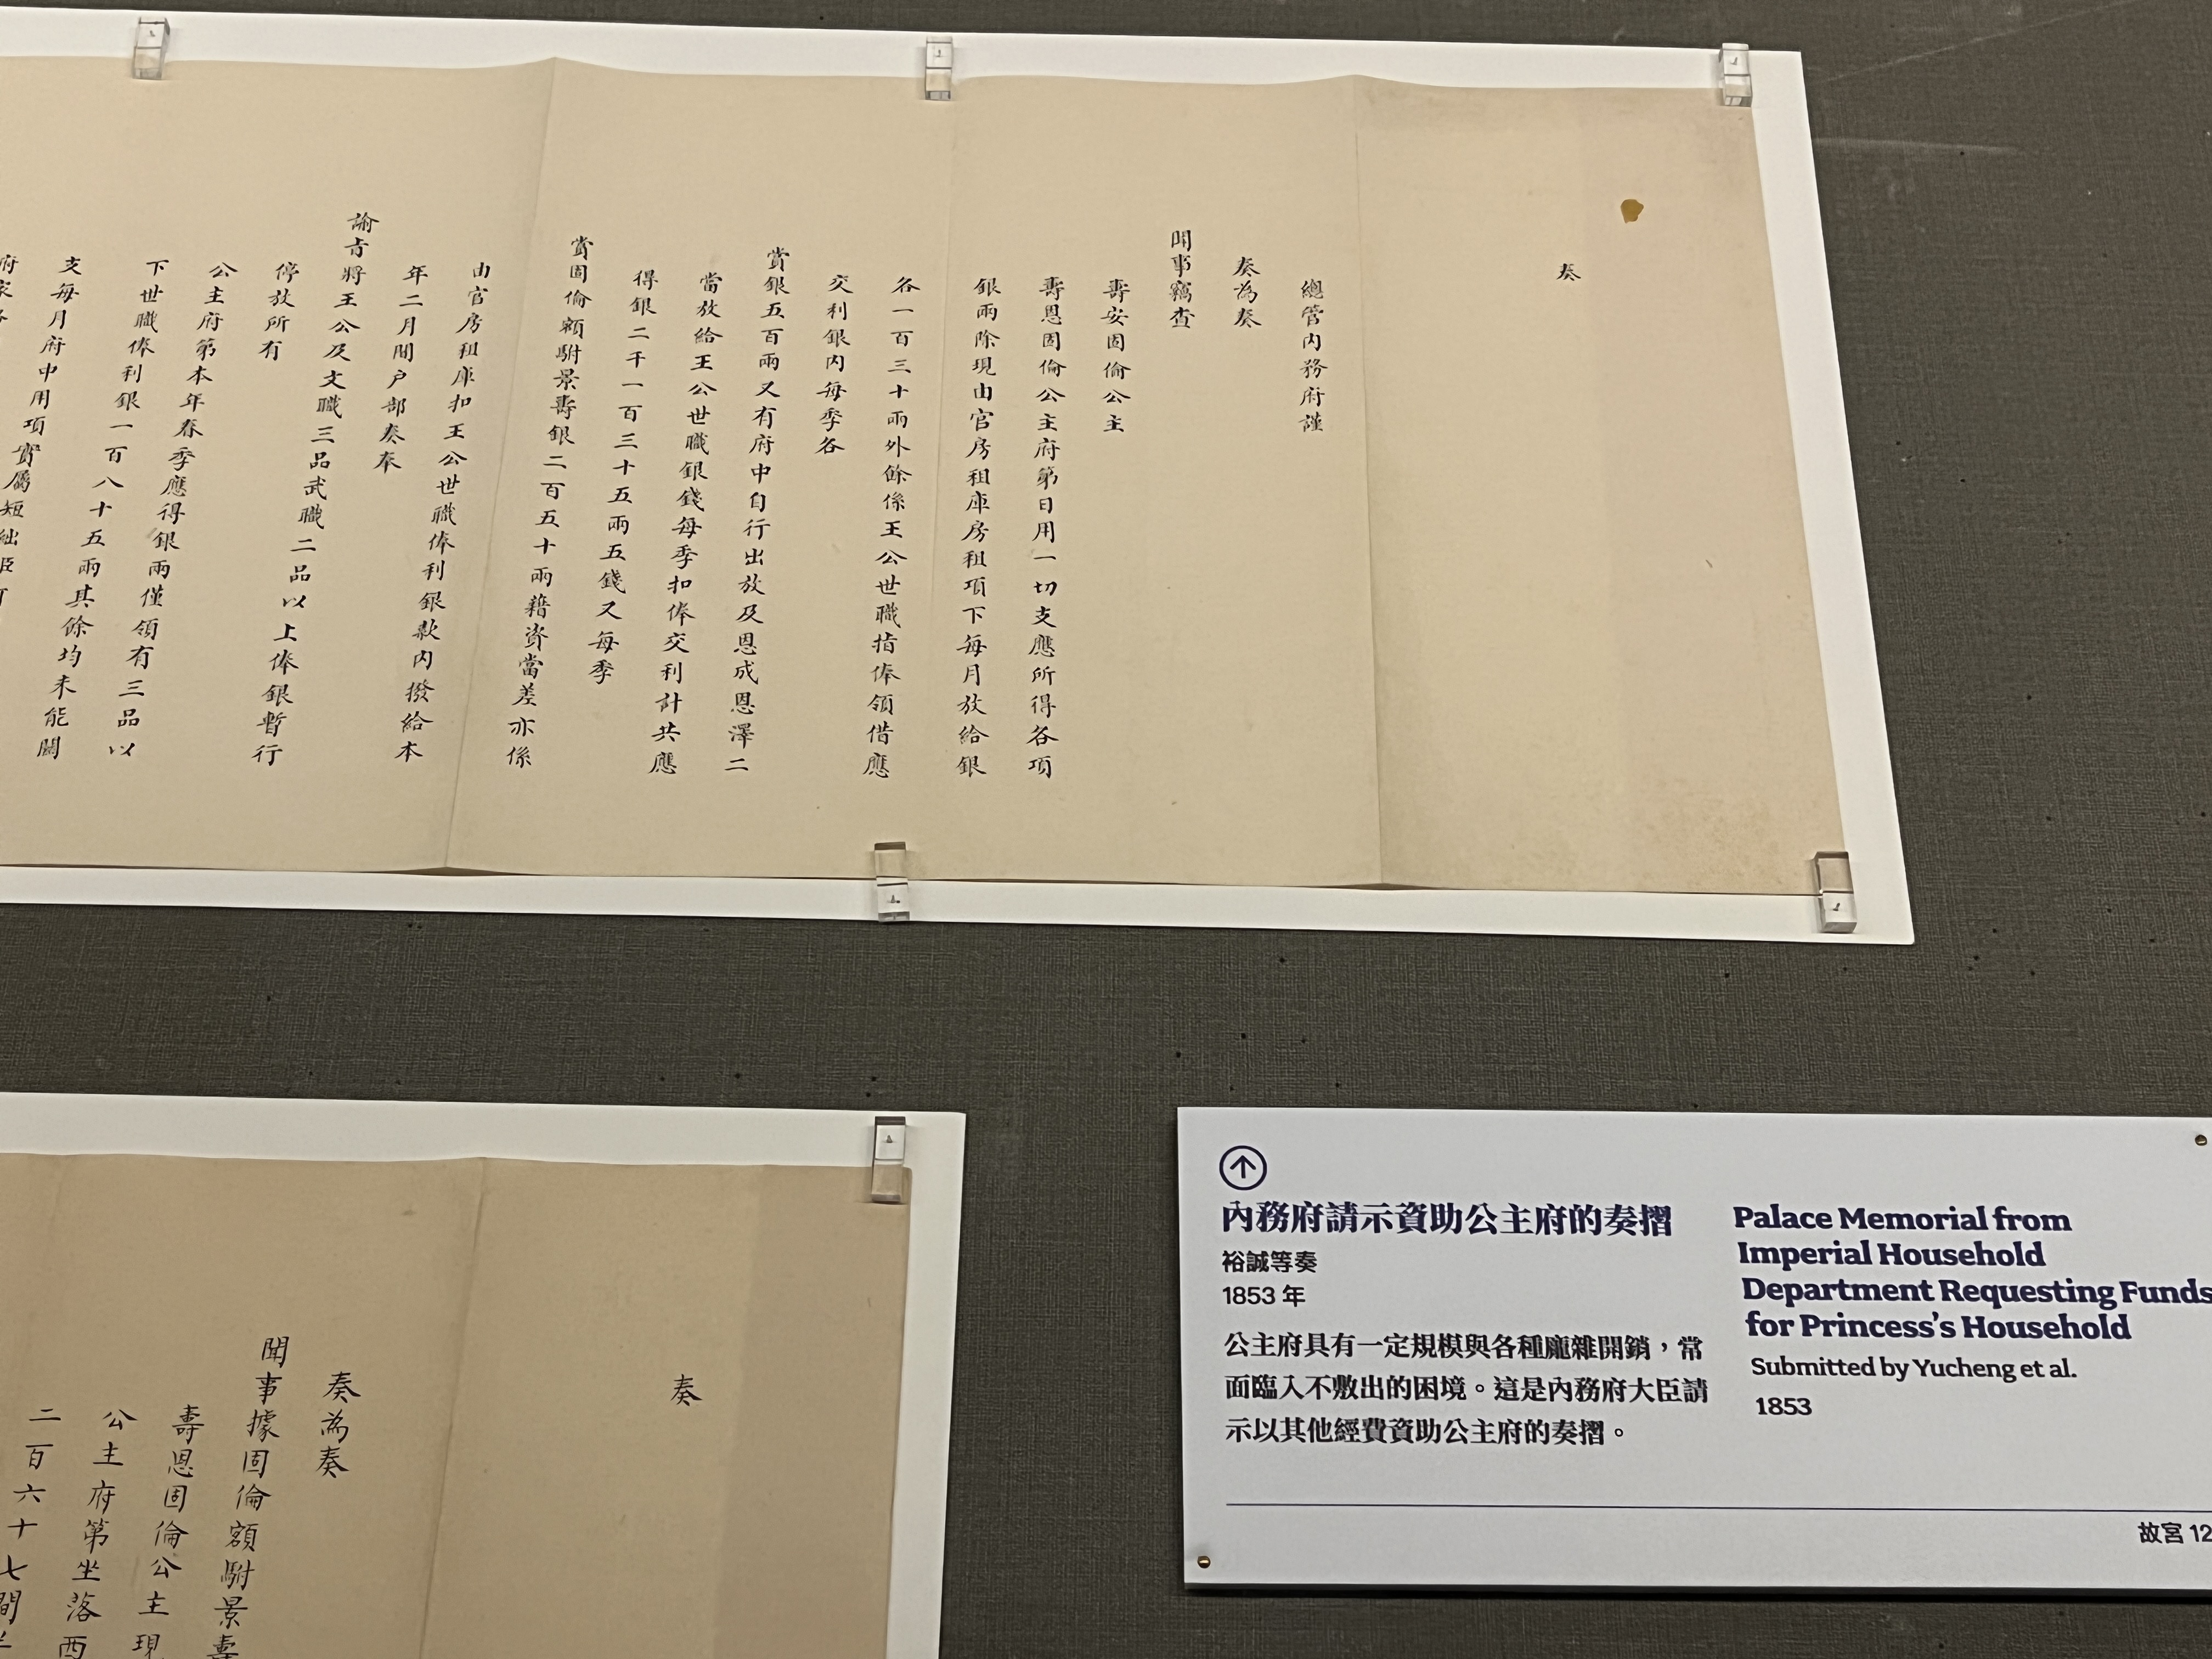 奏
總管内務府謹
奏為奏
聞事竊查
壽安固倫公主
壽恩固倫公主府第日用一切支應所得各項
銀兩除現由官房租庫房租項下每月放給銀
各一百三十兩外餘係王公世職指俸領借應
交利銀内每季各
賞銀五百兩又有府中自行出放及恩成恩澤二
當放給王公世職銀錢每季扣俸交利計共應
得銀二千一百三十五兩五錢又每季
賞固倫額駙景壽銀二百五十兩藉資當差亦係
由官房租庫扣王公世職俸利銀款内撥給本
年二月間户部奏奉
諭旨將王公及文職三品武職二品以上俸銀暫行
停放所有
公主府第本年春季應得銀兩僅領有三品以
下世職俸利銀一百八十五兩其餘均未能關
支每月府中用項實屬短絀臣
奏
奏為奏
聞事據固倫額駙景壽
壽恩固倫公主現
公主府第坐落西
二百六十七間
內務府請示資助公主府的奏摺
裕誠等奏
1853 年
公主府具有一定規模與各種龐雜開銷，常
面臨入不敷出的困境。這是內務府大臣請
示以其他經費資助公主府的奏摺。
Palace Memorial from
Imperial Household
Department Requesting Funds
for Princess's Household
Submitted by Yucheng et al.
1853
故宮 12